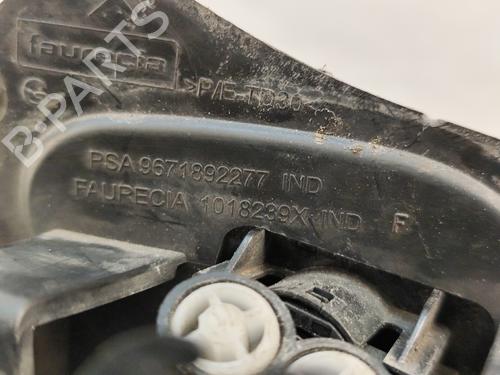 faurecia
>P/E-TD30<
PSA 9671892277 IND
FAURECIA 1018239X IND F
B-PARTS